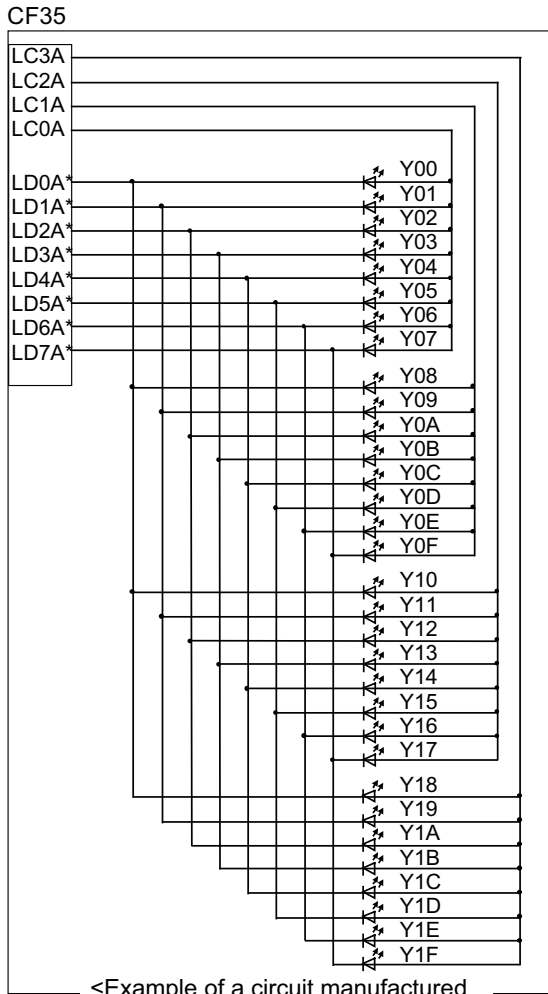 CF35
LC3A
LC2A
LC1A
LC0A
LD0A*
LD1A*
LD2A*
LD3A*
LD4A*
LD5A*
LD6A*
LD7A*
Y00
Y01
Y02
Y03
Y04
Y05
Y06
Y07
Y08
Y09
Y0A
Y0B
Y0C
Y0D
Y0E
Y0F
Y10
Y11
Y12
Y13
Y14
Y15
Y16
Y17
Y18
Y19
Y1A
Y1B
Y1C
Y1D
Y1E
Y1F
<Example of a circuit manufactured